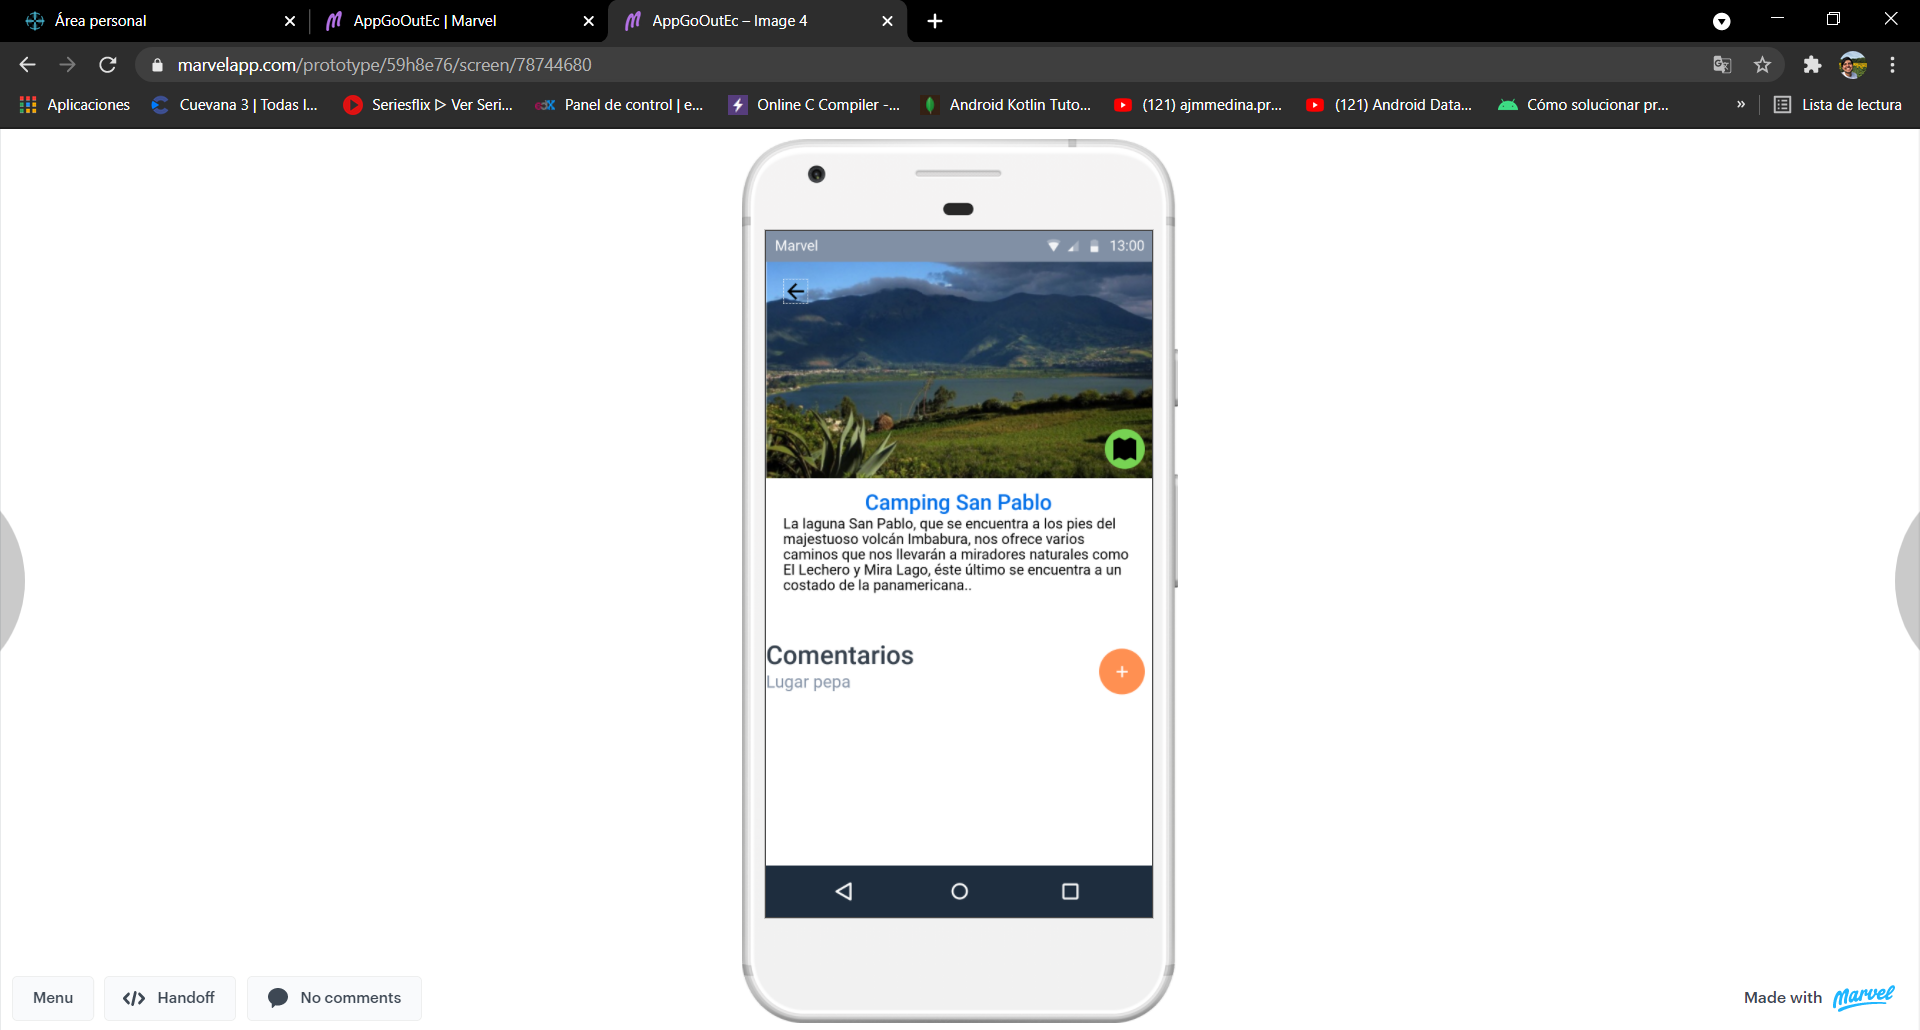 Área personal
AppGoOutEc | Marvel
AppGoOutEc – Image 4
marvelapp.com/prototype/59h8e76/screen/78744680
Aplicaciones
Cuevana 3 | Todas l...
Seriesflix ▷ Ver Seri...
edX
Panel de control | e...
Online C Compiler -...
Android Kotlin Tuto...
(121) ajmmedina.pr...
(121) Android Data...
Cómo solucionar pr...
»
Lista de lectura
Marvel
13:00
Camping San Pablo
La laguna San Pablo, que se encuentra a los pies del
majestuoso volcán Imbabura, nos ofrece varios
caminos que nos llevarán a miradores naturales como
El Lechero y Mira Lago, éste último se encuentra a un
costado de la panamericana..
Comentarios
Lugar pepa
+
Menu
Handoff
No comments
Made with Marvel